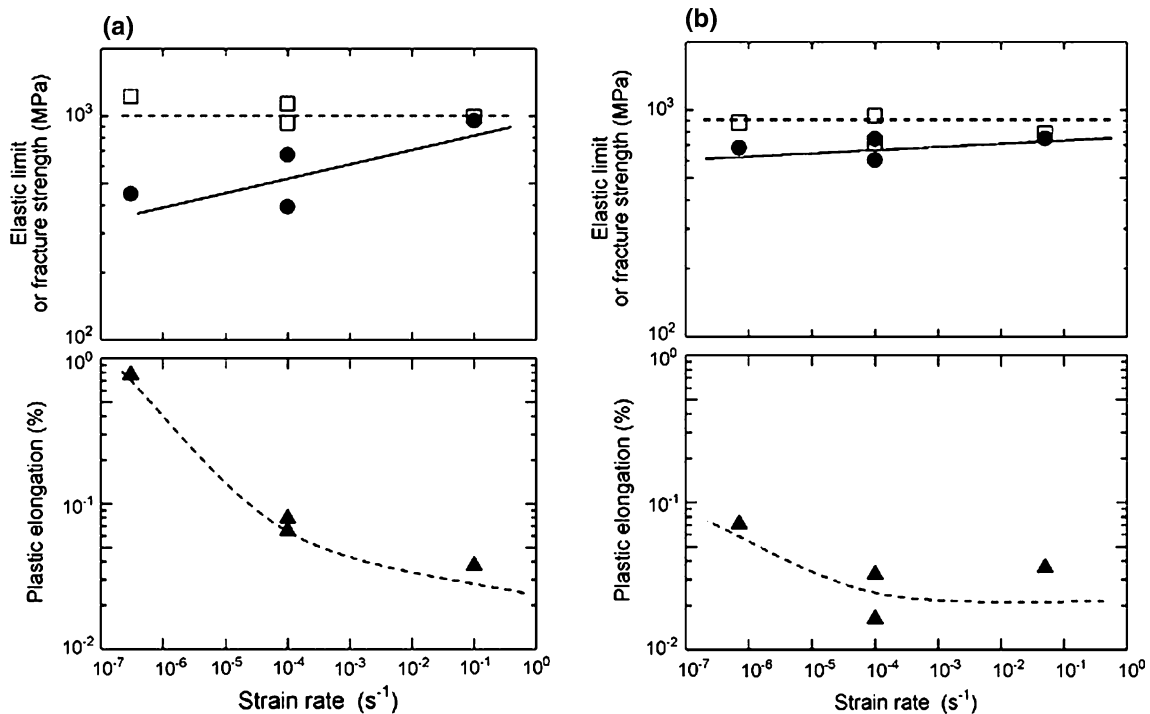 (a)
Elastic limit
or fracture strength (MPa)
10³
10²
Plastic elongation (%)
10⁰
10⁻¹
10⁻²
10⁻⁷ 10⁻⁵ 10⁻⁴ 10⁻³ 10⁻² 10⁻¹ 10⁰
Strain rate (s⁻¹)
(b)
Elastic limit
or fracture strength (MPa)
10³
10²
Plastic elongation (%)
10⁰
10⁻¹
10⁻²
10⁻⁷ 10⁻⁶ 10⁻⁵ 10⁻⁴ 10⁻³ 10⁻² 10⁻¹ 10⁰
Strain rate (s⁻¹)